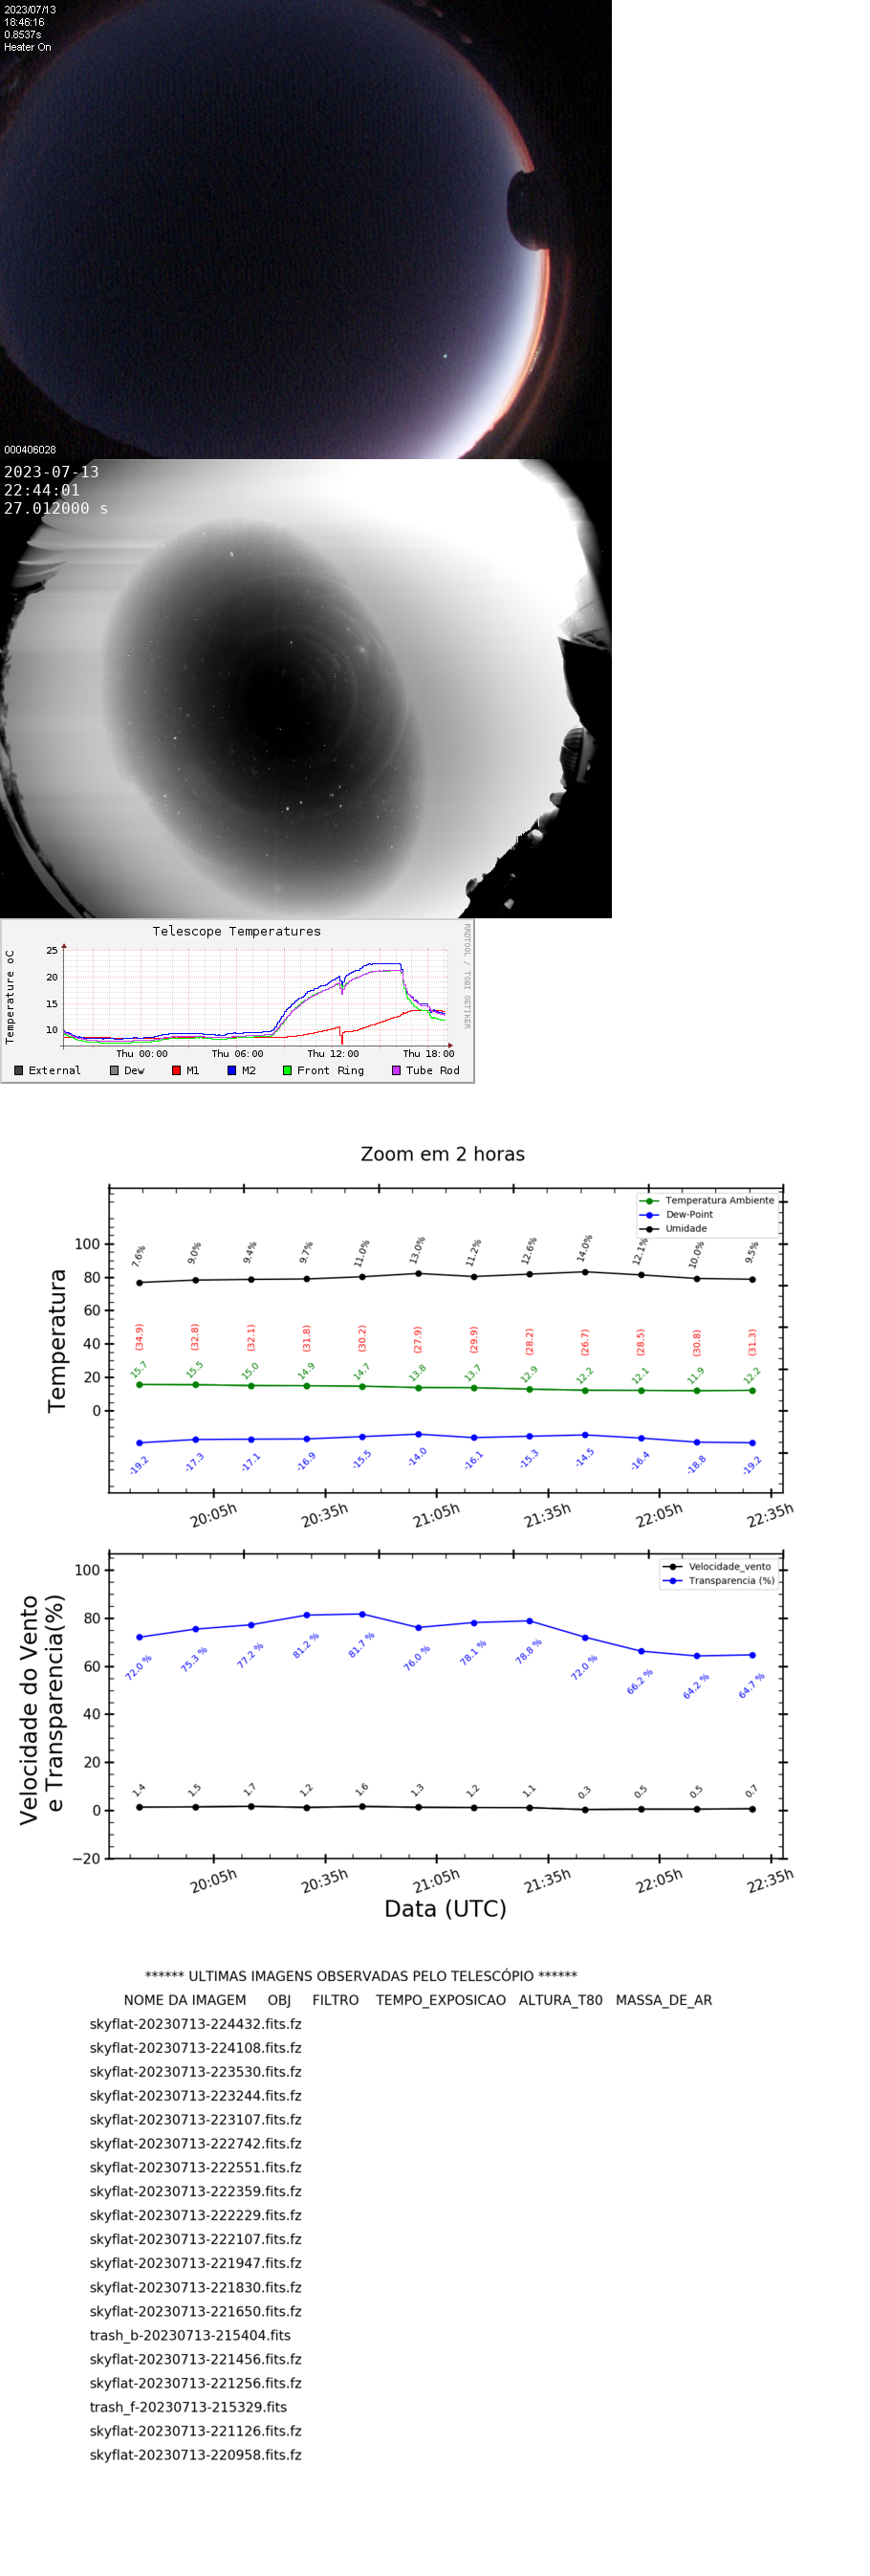 2023/07/13
18:46:16
0.8537s
Heater On
000406028
2023-07-13
22:44:01
27.012000 s
Telescope Temperatures
RRDTOOL / TOBI OETIKER
Temperature oC
25
20
15
10
Thu 00:00 Thu 06:00 Thu 12:00 Thu 18:00
External Dew M1 M2 Front Ring Tube Rod
Zoom em 2 horas
Temperatura Ambiente
Dew-Point
Umidade
Temperatura
100
80
60
40
20
0
7.6% 9.0% 9.4% 9.7% 11.0% 13.0% 11.2% 12.6% 14.0% 12.1% 10.0% 9.5%
(34.9) (32.8) (32.1) (31.8) (30.2) (27.9) (29.9) (28.2) (26.7) (28.5) (30.8) (31.3)
15.7 15.5 15.0 14.9 14.7 13.8 13.7 12.9 12.2 12.1 11.9 12.2
-19.2 -17.3 -17.1 -16.9 -15.5 -14.0 -16.1 -15.3 -14.5 -16.4 -18.8 -19.2
20:05h 20:35h 21:05h 21:35h 22:05h 22:35h
Velocidade_vento
Transparencia (%)
Velocidade do Vento
e Transparencia(%)
100
80
60
40
20
0
−20
72.0 % 75.3 % 77.2 % 81.2 % 81.7 % 76.0 % 78.1 % 78.8 % 72.0 % 66.2 % 64.2 % 64.7 %
1.4 1.5 1.7 1.2 1.6 1.3 1.2 1.1 0.3 0.5 0.5 0.7
20:05h 20:35h 21:05h 21:35h 22:05h 22:35h
Data (UTC)
****** ULTIMAS IMAGENS OBSERVADAS PELO TELESCÓPIO ******
NOME DA IMAGEM OBJ FILTRO TEMPO_EXPOSICAO ALTURA_T80 MASSA_DE_AR
skyflat-20230713-224432.fits.fz
skyflat-20230713-224108.fits.fz
skyflat-20230713-223530.fits.fz
skyflat-20230713-223244.fits.fz
skyflat-20230713-223107.fits.fz
skyflat-20230713-222742.fits.fz
skyflat-20230713-222551.fits.fz
skyflat-20230713-222359.fits.fz
skyflat-20230713-222229.fits.fz
skyflat-20230713-222107.fits.fz
skyflat-20230713-221947.fits.fz
skyflat-20230713-221830.fits.fz
skyflat-20230713-221650.fits.fz
trash_b-20230713-215404.fits
skyflat-20230713-221456.fits.fz
skyflat-20230713-221256.fits.fz
trash_f-20230713-215329.fits
skyflat-20230713-221126.fits.fz
skyflat-20230713-220958.fits.fz